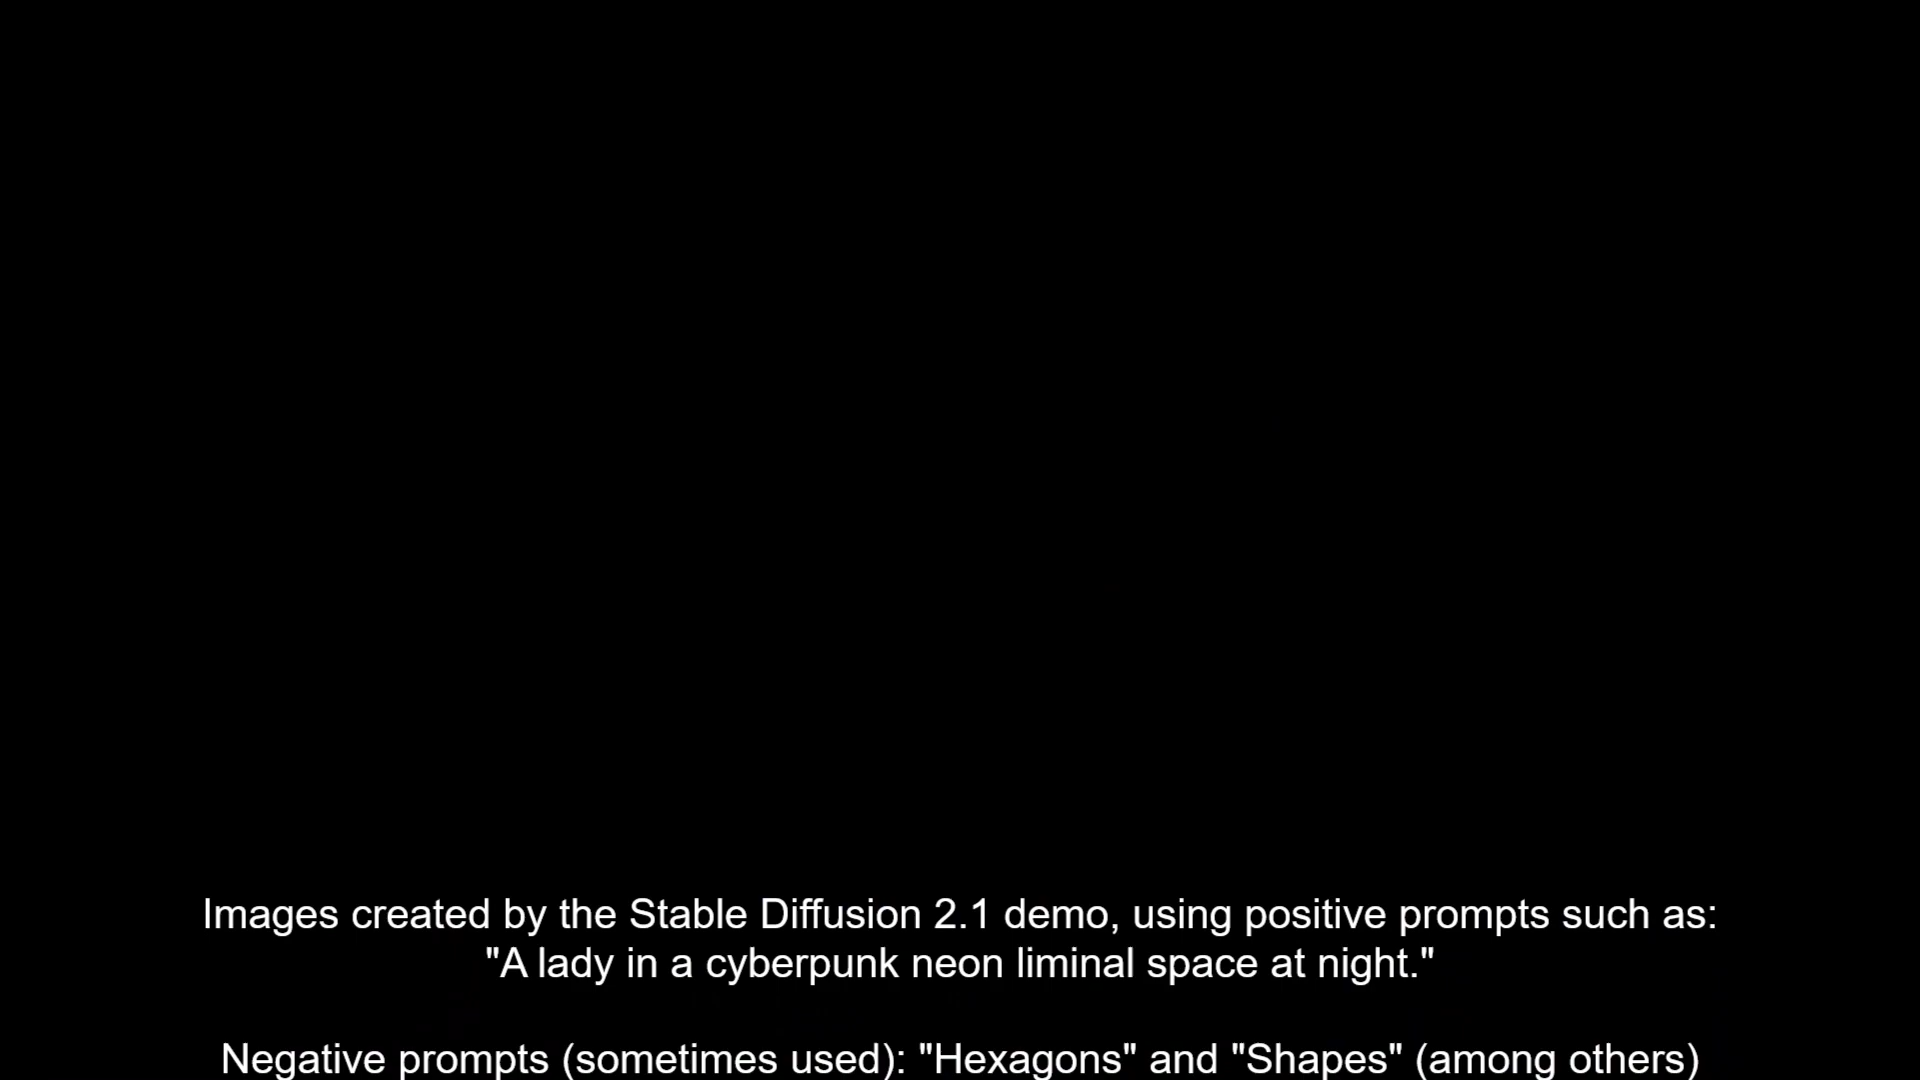 Images created by the Stable Diffusion 2.1 demo, using positive prompts such as:
"A lady in a cyberpunk neon liminal space at night."
Negative prompts (sometimes used): "Hexagons" and "Shapes" (among others)